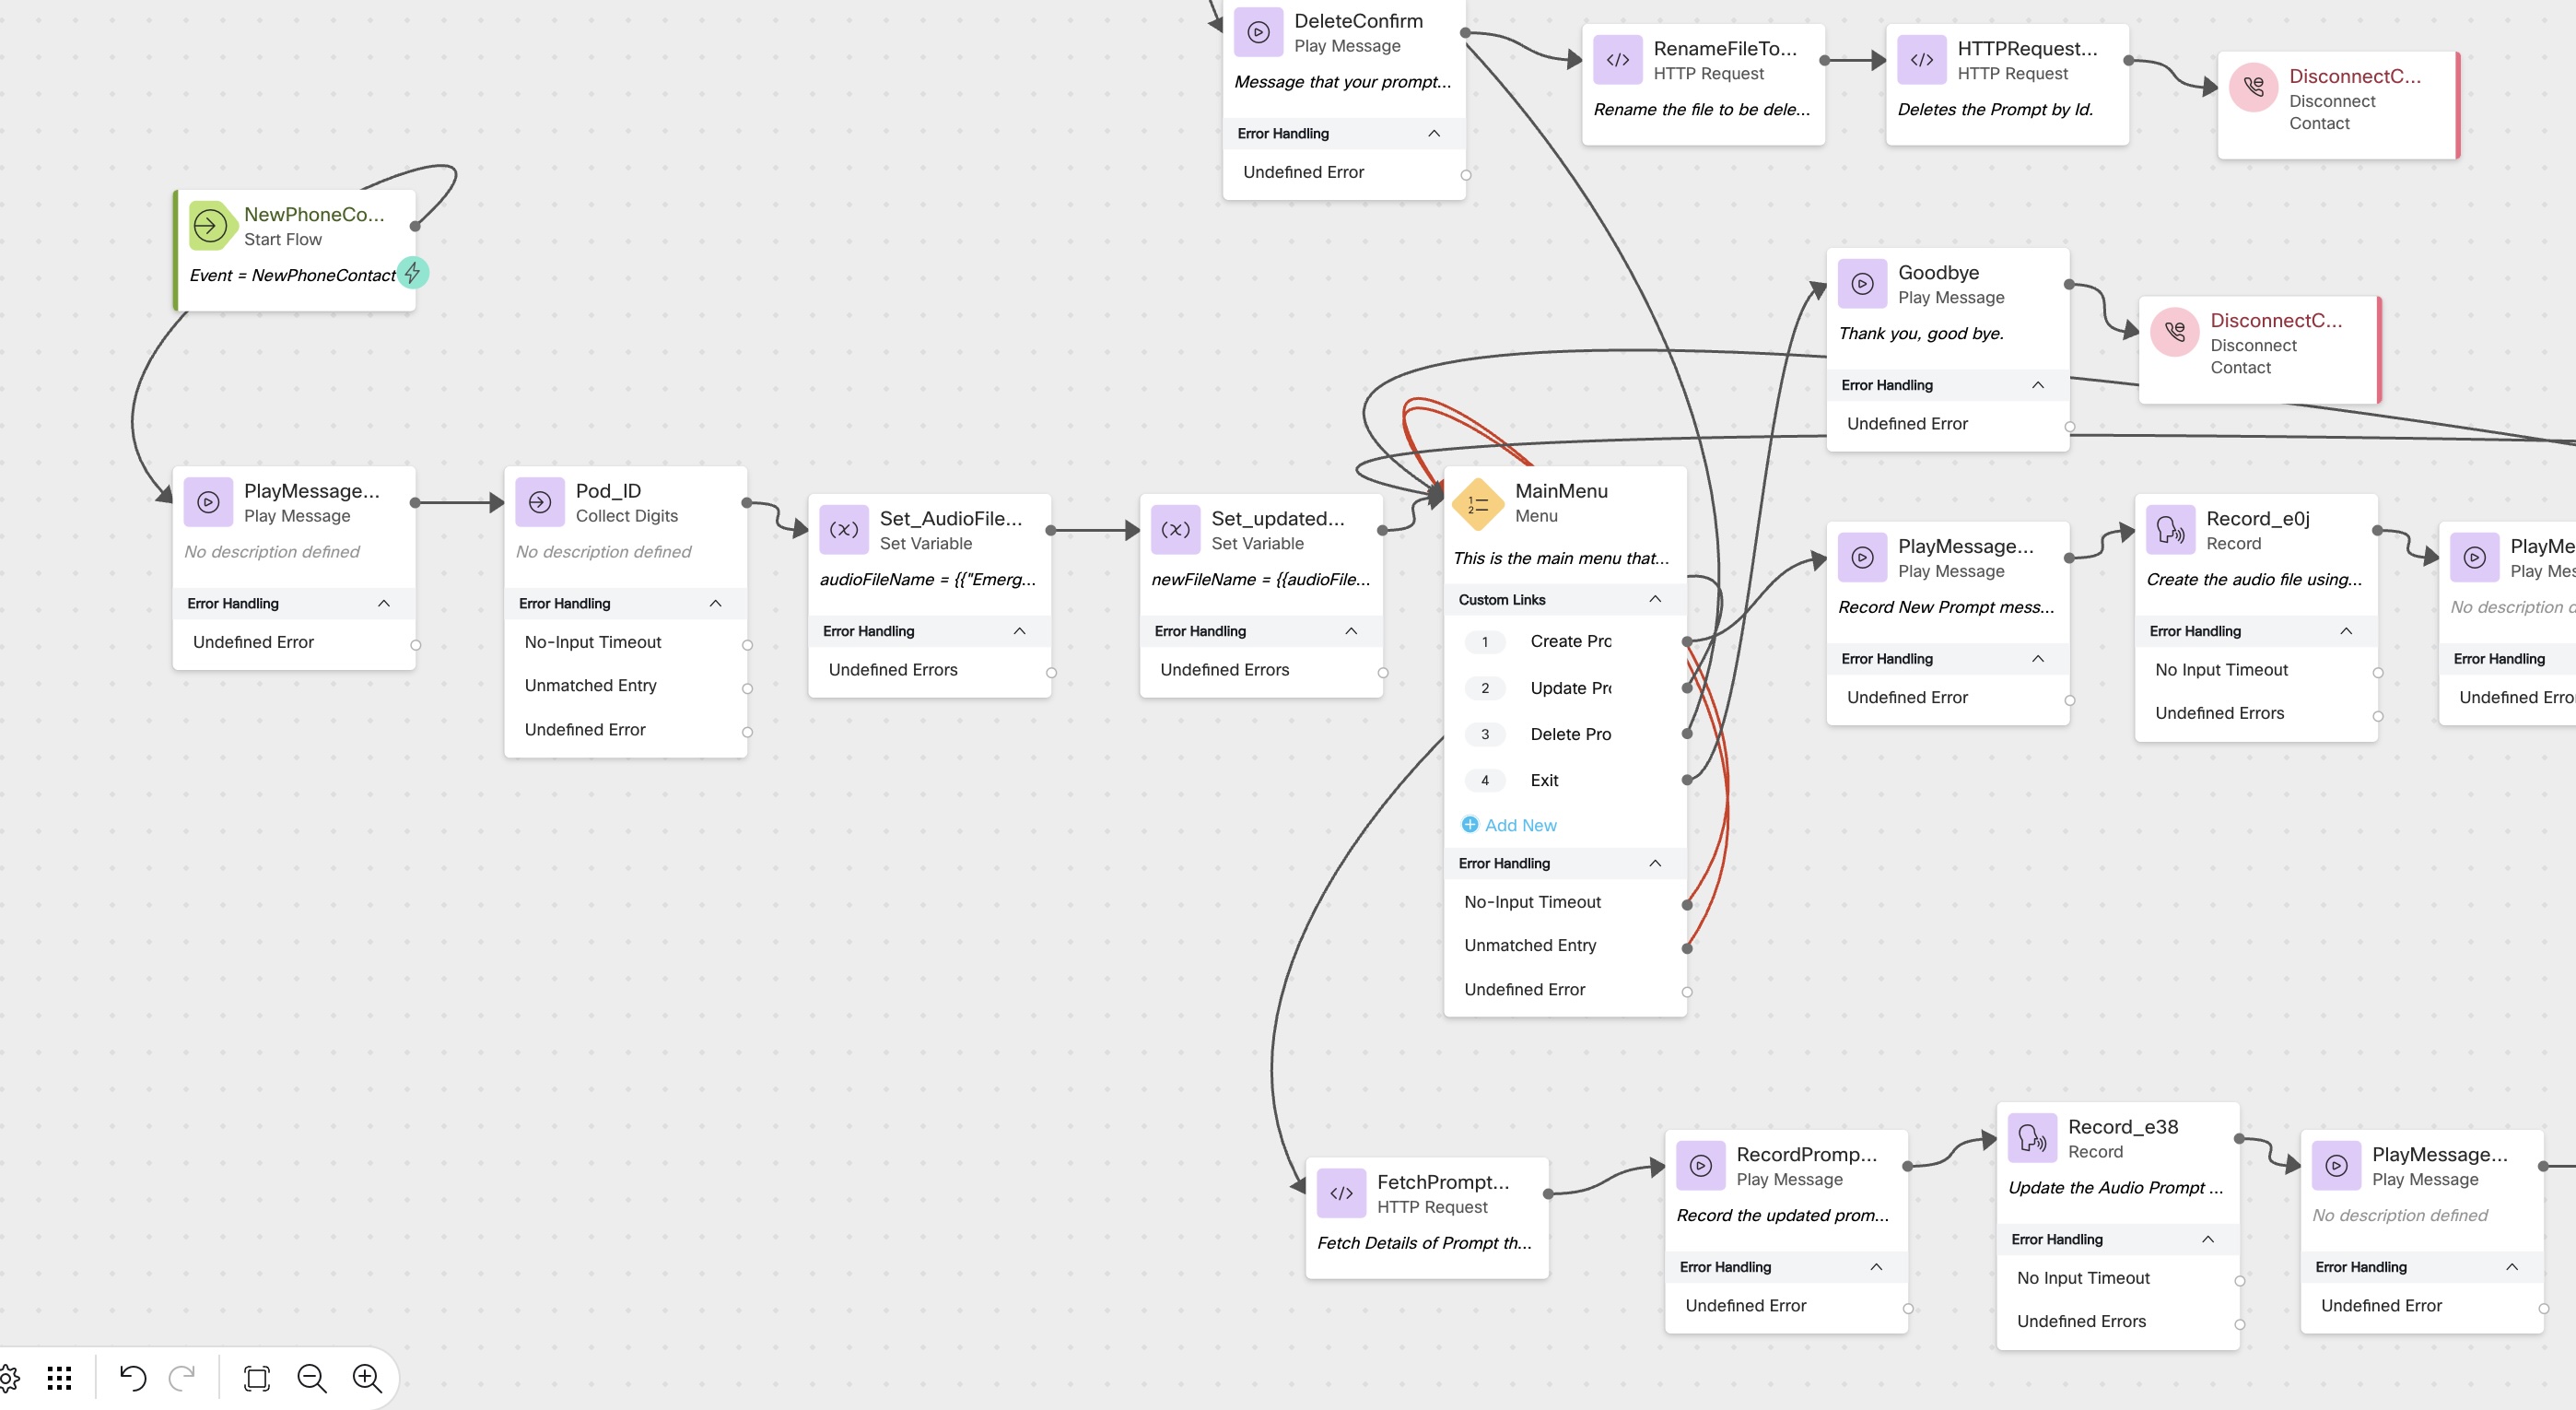 DeleteConfirm
Play Message
Message that your prompt...
Error Handling
Undefined Error
RenameFileTo...
HTTP Request
Rename the file to be dele...
HTTPRequest...
HTTP Request
Deletes the Prompt by Id.
DisconnectC...
Disconnect
Contact
NewPhoneCo...
Start Flow
Event = NewPhoneContact
Goodbye
Play Message
Thank you, good bye.
Error Handling
Undefined Error
DisconnectC...
Disconnect
Contact
PlayMessage...
Play Message
No description defined
Error Handling
Undefined Error
Pod_ID
Collect Digits
No description defined
Error Handling
No-Input Timeout
Unmatched Entry
Undefined Error
Set_AudioFile...
Set Variable
audioFileName = {{"Emerg...
Error Handling
Undefined Errors
Set_updated...
Set Variable
newFileName = {{audioFile...
Error Handling
Undefined Errors
1
2
MainMenu
Menu
This is the main menu that...
Custom Links
1 Create Pro
2 Update Pro
3 Delete Pro
4 Exit
Add New
Error Handling
No-Input Timeout
Unmatched Entry
Undefined Error
PlayMessage...
Play Message
Record New Prompt mess...
Error Handling
Undefined Error
Record_e0j
Record
Create the audio file using...
Error Handling
No Input Timeout
Undefined Errors
PlayMe
Play Mes
No description d
Error Handling
Undefined Erro
FetchPrompt...
HTTP Request
Fetch Details of Prompt th...
RecordPromp...
Play Message
Record the updated prom...
Error Handling
Undefined Error
Record_e38
Record
Update the Audio Prompt ...
Error Handling
No Input Timeout
Undefined Errors
PlayMessage...
Play Message
No description defined
Error Handling
Undefined Error